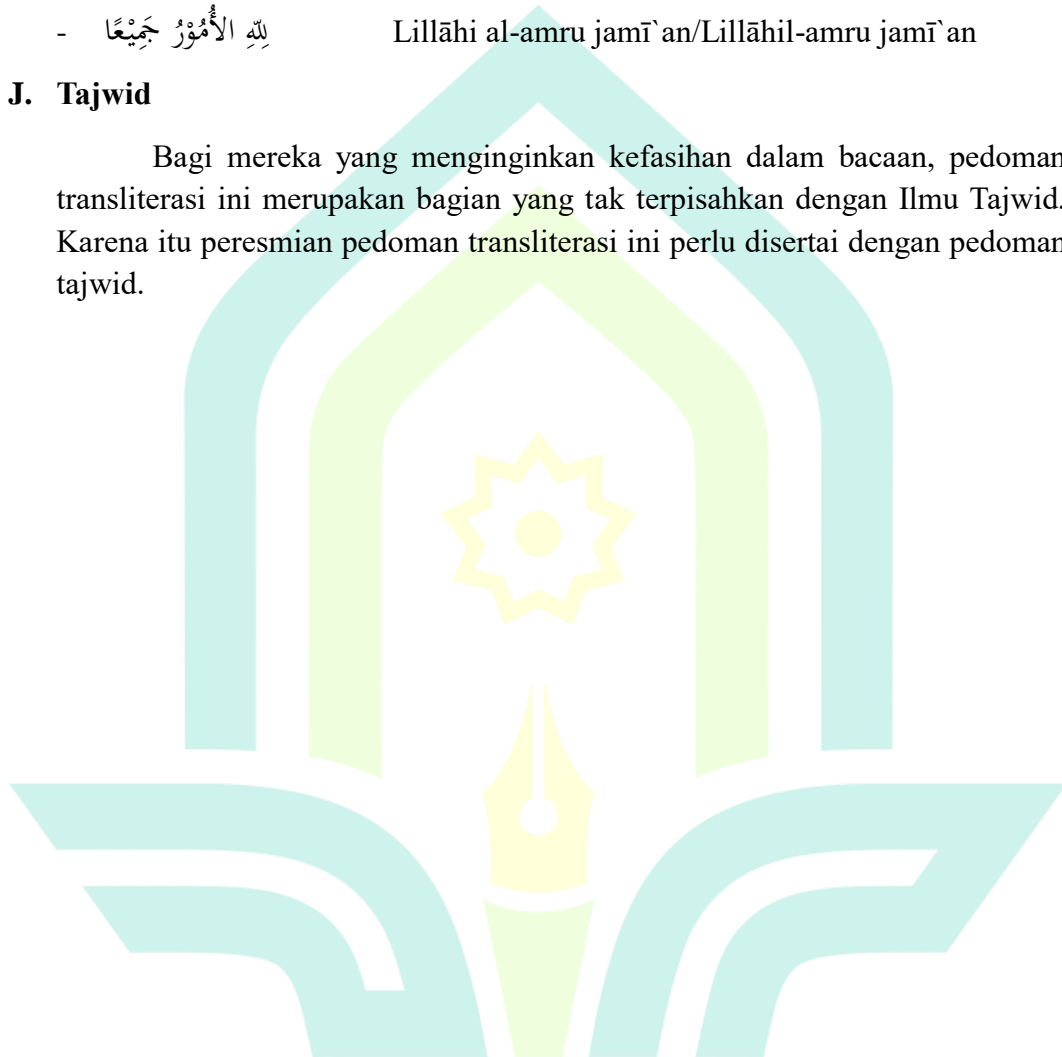 - لِلّهِ الأُمُوْرُ جَمِيْعًا Lillāhi al-amru jamī`an/Lillāhil-amru jamī`an
J. Tajwid
Bagi mereka yang menginginkan kefasihan dalam bacaan, pedoman
transliterasi ini merupakan bagian yang tak terpisahkan dengan Ilmu Tajwid.
Karena itu peresmian pedoman transliterasi ini perlu disertai dengan pedoman
tajwid.